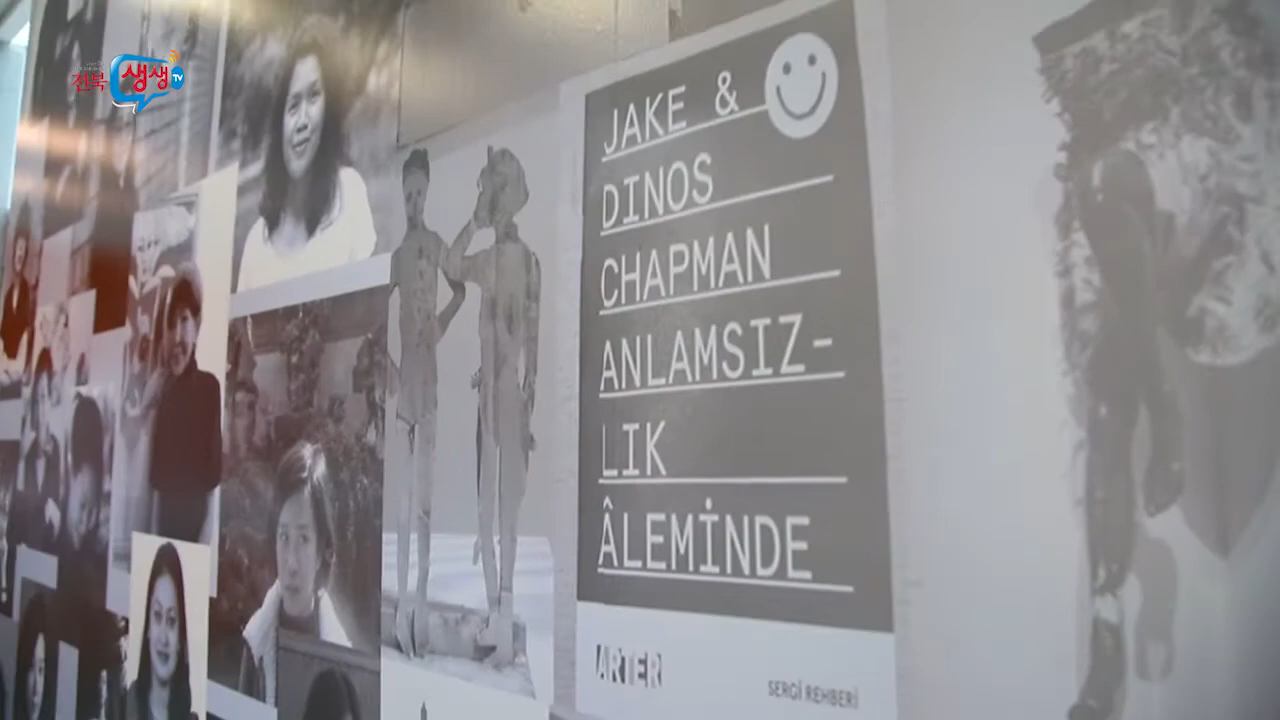 전북 생생 TV
JAKE &
DINOS
CHAPMAN
ANLAMSIZ-
LIK
ÂLEMİNDE
ARTER
SERGİ REHBERİ